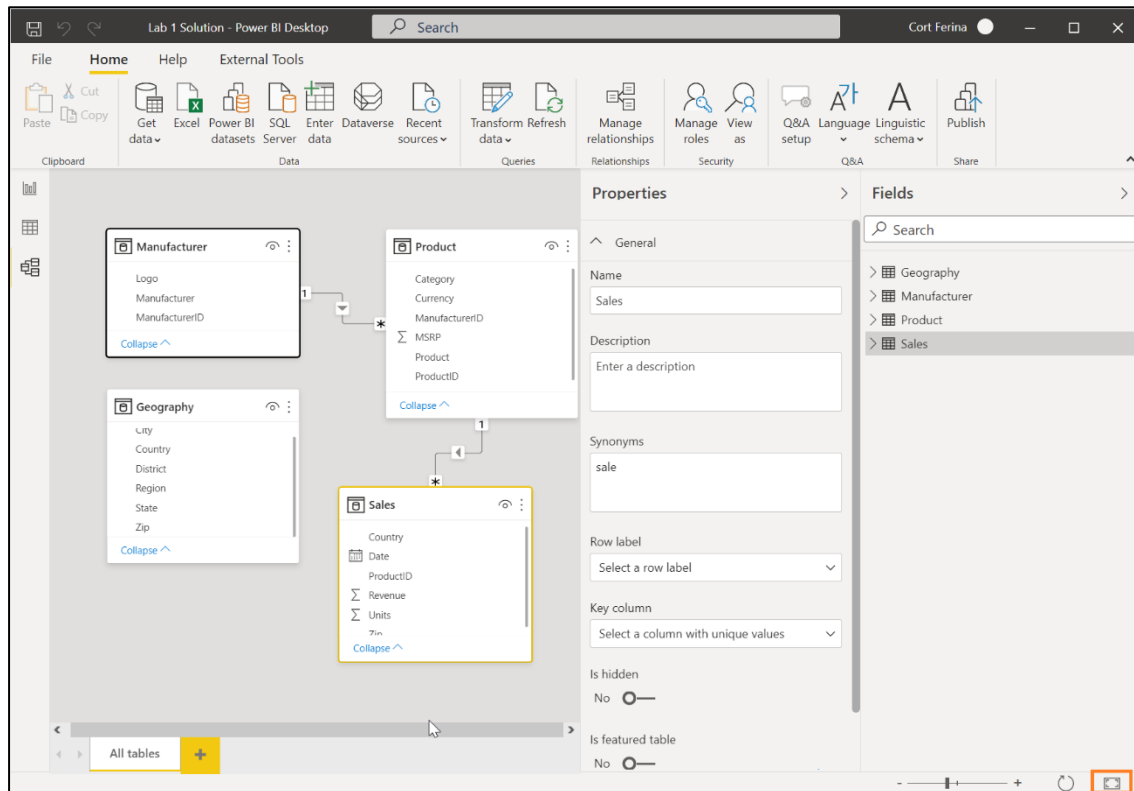 Lab 1 Solution - Power BI Desktop
Search
Cort Ferina
File Home Help External Tools
Paste
Cut
Copy
Clipboard
Get data
Excel
Power BI datasets
SQL Server
Enter data
Dataverse
Recent sources
Data
Transform data
Refresh
Queries
Manage relationships
Relationships
Manage roles
View as
Security
Q&A setup
Language
Linguistic schema
Q&A
Publish
Share
Manufacturer
Logo
Manufacturer
ManufacturerID
Collapse
1
*
Product
Category
Currency
ManufacturerID
∑ MSRP
Product
ProductID
Collapse
1
*
Geography
City
Country
District
Region
State
Zip
Collapse
Sales
Country
Date
ProductID
∑ Revenue
∑ Units
Zip
Collapse
All tables
+
Properties
General
Name
Sales
Description
Enter a description
Synonyms
sale
Row label
Select a row label
Key column
Select a column with unique values
Is hidden
No
Is featured table
No
Fields
Search
Geography
Manufacturer
Product
Sales
- +